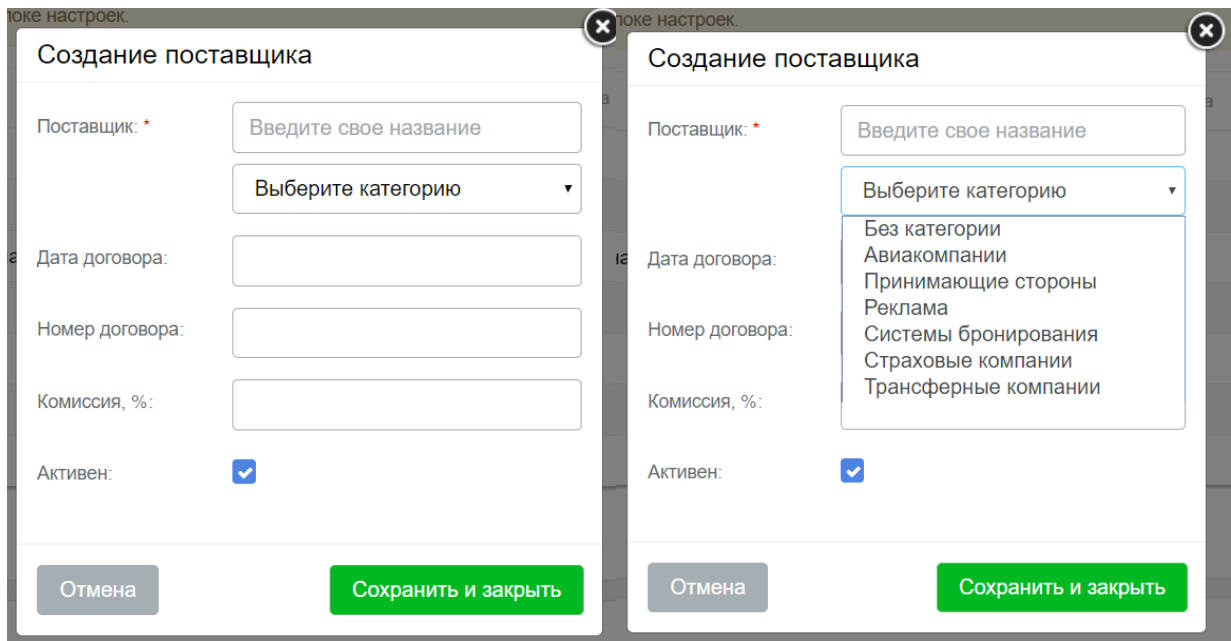 поке настроек.
Создание поставщика
Поставщик: *
Введите свое название
Выберите категорию
Дата договора:
Номер договора:
Комиссия, %:
Активен:
Отмена
Сохранить и закрыть
поке настроек.
Создание поставщика
Поставщик: *
Введите свое название
Выберите категорию
Без категории
Авиакомпании
Принимающие стороны
Реклама
Системы бронирования
Страховые компании
Трансферные компании
Дата договора:
Номер договора:
Комиссия, %:
Активен:
Отмена
Сохранить и закрыть